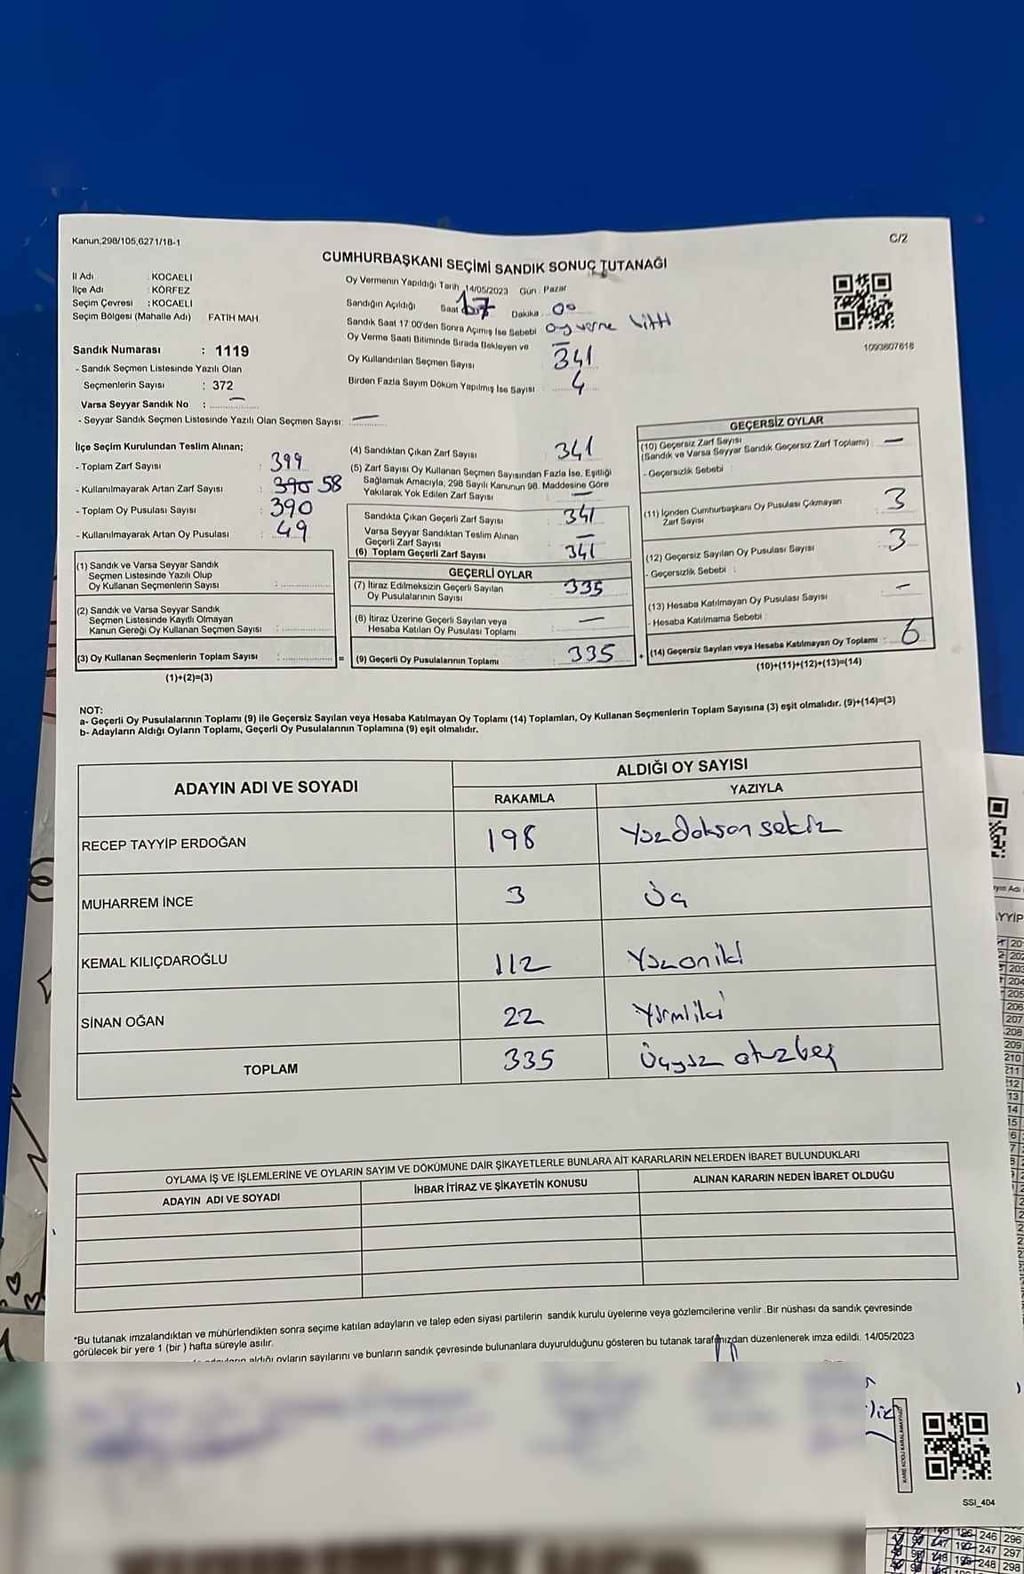 Kanun,298/105,6271/18-1
C/2
CUMHURBAŞKANI SEÇİMİ SANDIK SONUÇ TUTANAĞI
İl Adı : KOCAELİ
İlçe Adı : KÖRFEZ
Seçim Çevresi : KOCAELİ
Seçim Bölgesi (Mahalle Adı) FATİH MAH.
Sandık Numarası : 1119
- Sandık Seçmen Listesinde Yazılı Olan
Seçmenlerin Sayısı : 372
Varsa Seyyar Sandık No : —
- Seyyar Sandık Seçmen Listesinde Yazılı Olan Seçmen Sayısı: —
Oy Vermenin Yapıldığı Tarih 14/05/2023 Gün : Pazar
Sandığın Açıldığı Saat 17 Dakika 00
Sandık Saat 17:00'den Sonra Açılmış İse Sebebi Oy verme bitti
Oy Verme Saati Bitiminde Sırada Bekleyen ve —
Oy Kullandırılan Seçmen Sayısı 341
Birden Fazla Sayım Döküm Yapılmış İse Sayısı 4
1093807618
İlçe Seçim Kurulundan Teslim Alınan;
- Toplam Zarf Sayısı : 399
- Kullanılmayarak Artan Zarf Sayısı : 390 58
- Toplam Oy Pusulası Sayısı : 390
- Kullanılmayarak Artan Oy Pusulası : 49
(1) Sandık ve Varsa Seyyar Sandık
Seçmen Listesinde Yazılı Olup
Oy Kullanan Seçmenlerin Sayısı :
(2) Sandık ve Varsa Seyyar Sandık
Seçmen Listesinde Kayıtlı Olmayan
Kanun Gereği Oy Kullanan Seçmen Sayısı :
(3) Oy Kullanan Seçmenlerin Toplam Sayısı :
(1)+(2)=(3)
(4) Sandıktan Çıkan Zarf Sayısı 341
(5) Zarf Sayısı Oy Kullanan Seçmen Sayısından Fazla İse, Eşitliği
Sağlamak Amacıyla, 298 Sayılı Kanunun 98. Maddesine Göre
Yakılarak Yok Edilen Zarf Sayısı —
Sandıkta Çıkan Geçerli Zarf Sayısı 341
Varsa Seyyar Sandıktan Teslim Alınan
Geçerli Zarf Sayısı —
(6) Toplam Geçerli Zarf Sayısı 341
GEÇERLİ OYLAR
(7) İtiraz Edilmeksizin Geçerli Sayılan
Oy Pusulalarının Sayısı 335
(8) İtiraz Üzerine Geçerli Sayılan veya
Hesaba Katılan Oy Pusulası Toplamı —
= (9) Geçerli Oy Pusulalarının Toplamı 335 +
GEÇERSİZ OYLAR
(10) Geçersiz Zarf Sayısı
(Sandık ve Varsa Seyyar Sandık Geçersiz Zarf Toplamı) —
- Geçersizlik Sebebi :
(11) İçinden Cumhurbaşkanı Oy Pusulası Çıkmayan
Zarf Sayısı 3
(12) Geçersiz Sayılan Oy Pusulası Sayısı 3
- Geçersizlik Sebebi :
(13) Hesaba Katılmayan Oy Pusulası Sayısı —
- Hesaba Katılmama Sebebi :
(14) Geçersiz Sayılan veya Hesaba Katılmayan Oy Toplamı : 6
(10)+(11)+(12)+(13)=(14)
NOT:
a- Geçerli Oy Pusulalarının Toplamı (9) ile Geçersiz Sayılan veya Hesaba Katılmayan Oy Toplamı (14) Toplamları, Oy Kullanan Seçmenlerin Toplam Sayısına (3) eşit olmalıdır. (9)+(14)=(3)
b- Adayların Aldığı Oyların Toplamı, Geçerli Oy Pusulalarının Toplamına (9) eşit olmalıdır.
ADAYIN ADI VE SOYADI ALDIĞI OY SAYISI
RAKAMLA YAZIYLA
RECEP TAYYİP ERDOĞAN 198 Yüzdoksan sekiz
MUHARREM İNCE 3 Üç
KEMAL KILIÇDAROĞLU 112 Yüzoniki
SİNAN OĞAN 22 Yirmiiki
TOPLAM 335 Üçyüz otuzbeş
OYLAMA İŞ VE İŞLEMLERİNE VE OYLARIN SAYIM VE DÖKÜMÜNE DAİR ŞİKAYETLERLE BUNLARA AİT KARARLARIN NELERDEN İBARET BULUNDUKLARI
ADAYIN ADI VE SOYADI İHBAR İTİRAZ VE ŞİKAYETİN KONUSU ALINAN KARARIN NEDEN İBARET OLDUĞU
*Bu tutanak imzalandıktan ve mühürlendikten sonra seçime katılan adayların ve talep eden siyasi partilerin sandık kurulu üyelerine veya gözlemcilerine verilir .Bir nüshası da sandık çevresinde
görülecek bir yere 1 (bir ) hafta süreyle asılır.
aldığı oyların sayılarını ve bunların sandık çevresinde bulunanlara duyurulduğunu gösteren bu tutanak tarafımızdan düzenlenerek imza edildi. 14/05/2023
SSI_404
246 296
247 297
248 298